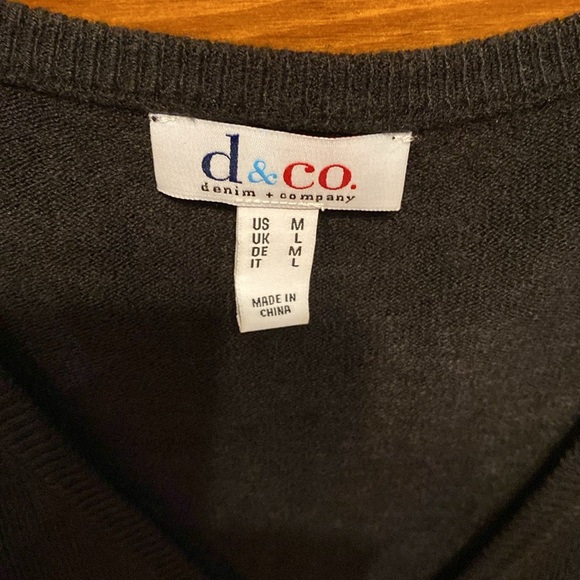 d&co.
denim + company
US M
UK L
DE M
IT L
MADE IN
CHINA